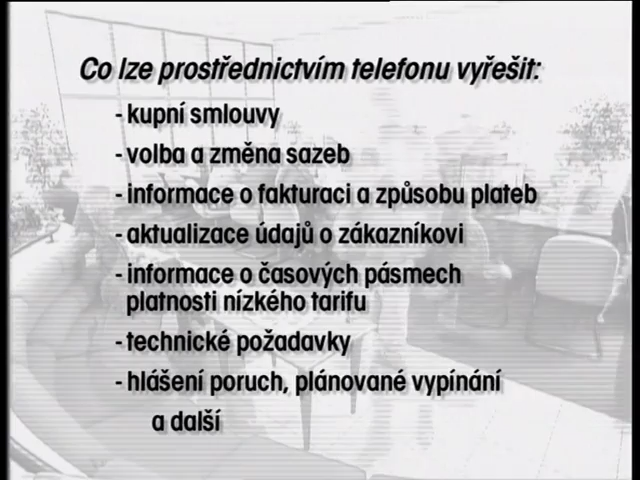 Co lze prostřednictvím telefonu vyřešit:
- kupní smlouvy
- volba a změna sazeb
- informace o fakturaci a způsobu plateb
- aktualizace údajů o zákazníkovi
- informace o časových pásmech
platnosti nízkého tarifu
- technické požadavky
- hlášení poruch, plánované vypínání
a další